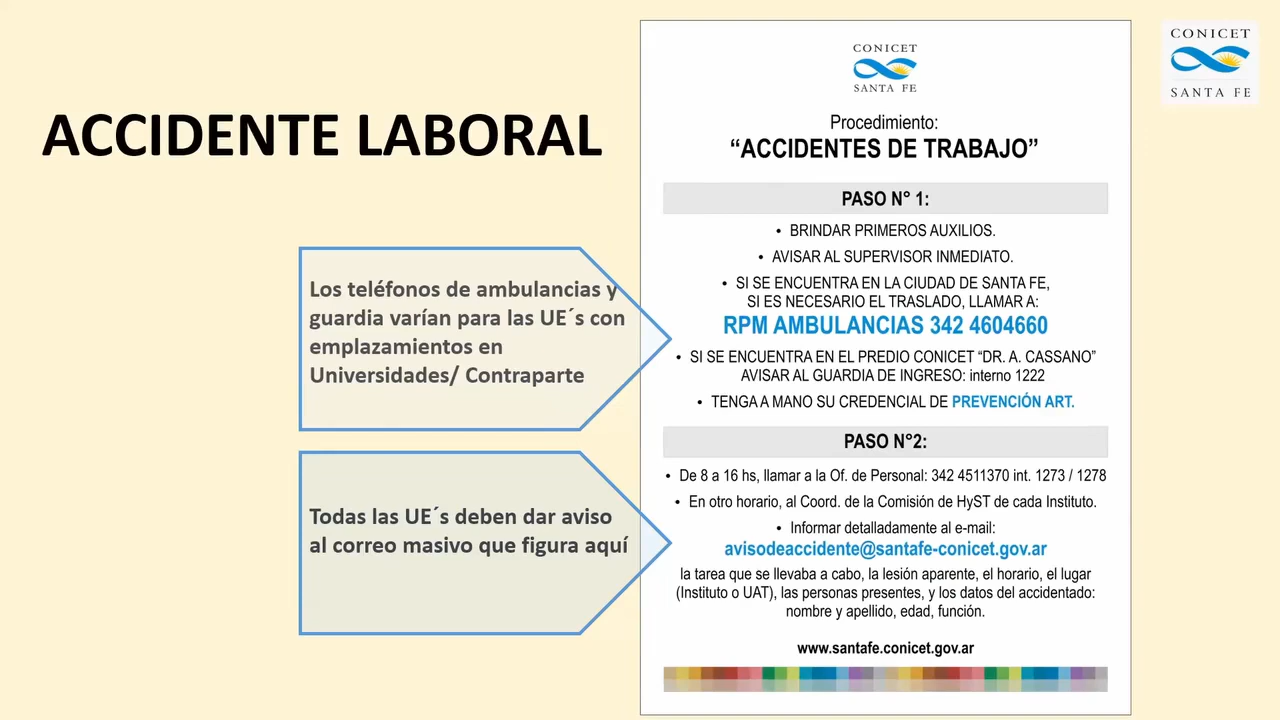 ACCIDENTE LABORAL
Los teléfonos de ambulancias y
guardia varían para las UE´s con
emplazamientos en
Universidades/ Contraparte
Todas las UE´s deben dar aviso
al correo masivo que figura aquí
CONICET
SANTA FE
Procedimiento:
“ACCIDENTES DE TRABAJO”
PASO N° 1:
• BRINDAR PRIMEROS AUXILIOS.
• AVISAR AL SUPERVISOR INMEDIATO.
• SI SE ENCUENTRA EN LA CIUDAD DE SANTA FE,
SI ES NECESARIO EL TRASLADO, LLAMAR A:
RPM AMBULANCIAS 342 4604660
• SI SE ENCUENTRA EN EL PREDIO CONICET “DR. A. CASSANO”
AVISAR AL GUARDIA DE INGRESO: interno 1222
• TENGA A MANO SU CREDENCIAL DE PREVENCIÓN ART.
PASO N°2:
• De 8 a 16 hs, llamar a la Of. de Personal: 342 4511370 int. 1273 / 1278
• En otro horario, al Coord. de la Comisión de HyST de cada Instituto.
• Informar detalladamente al e-mail:
avisodeaccidente@santafe-conicet.gov.ar
la tarea que se llevaba a cabo, la lesión aparente, el horario, el lugar
(Instituto o UAT), las personas presentes, y los datos del accidentado:
nombre y apellido, edad, función.
www.santafe.conicet.gov.ar
CONICET
SANTA FE